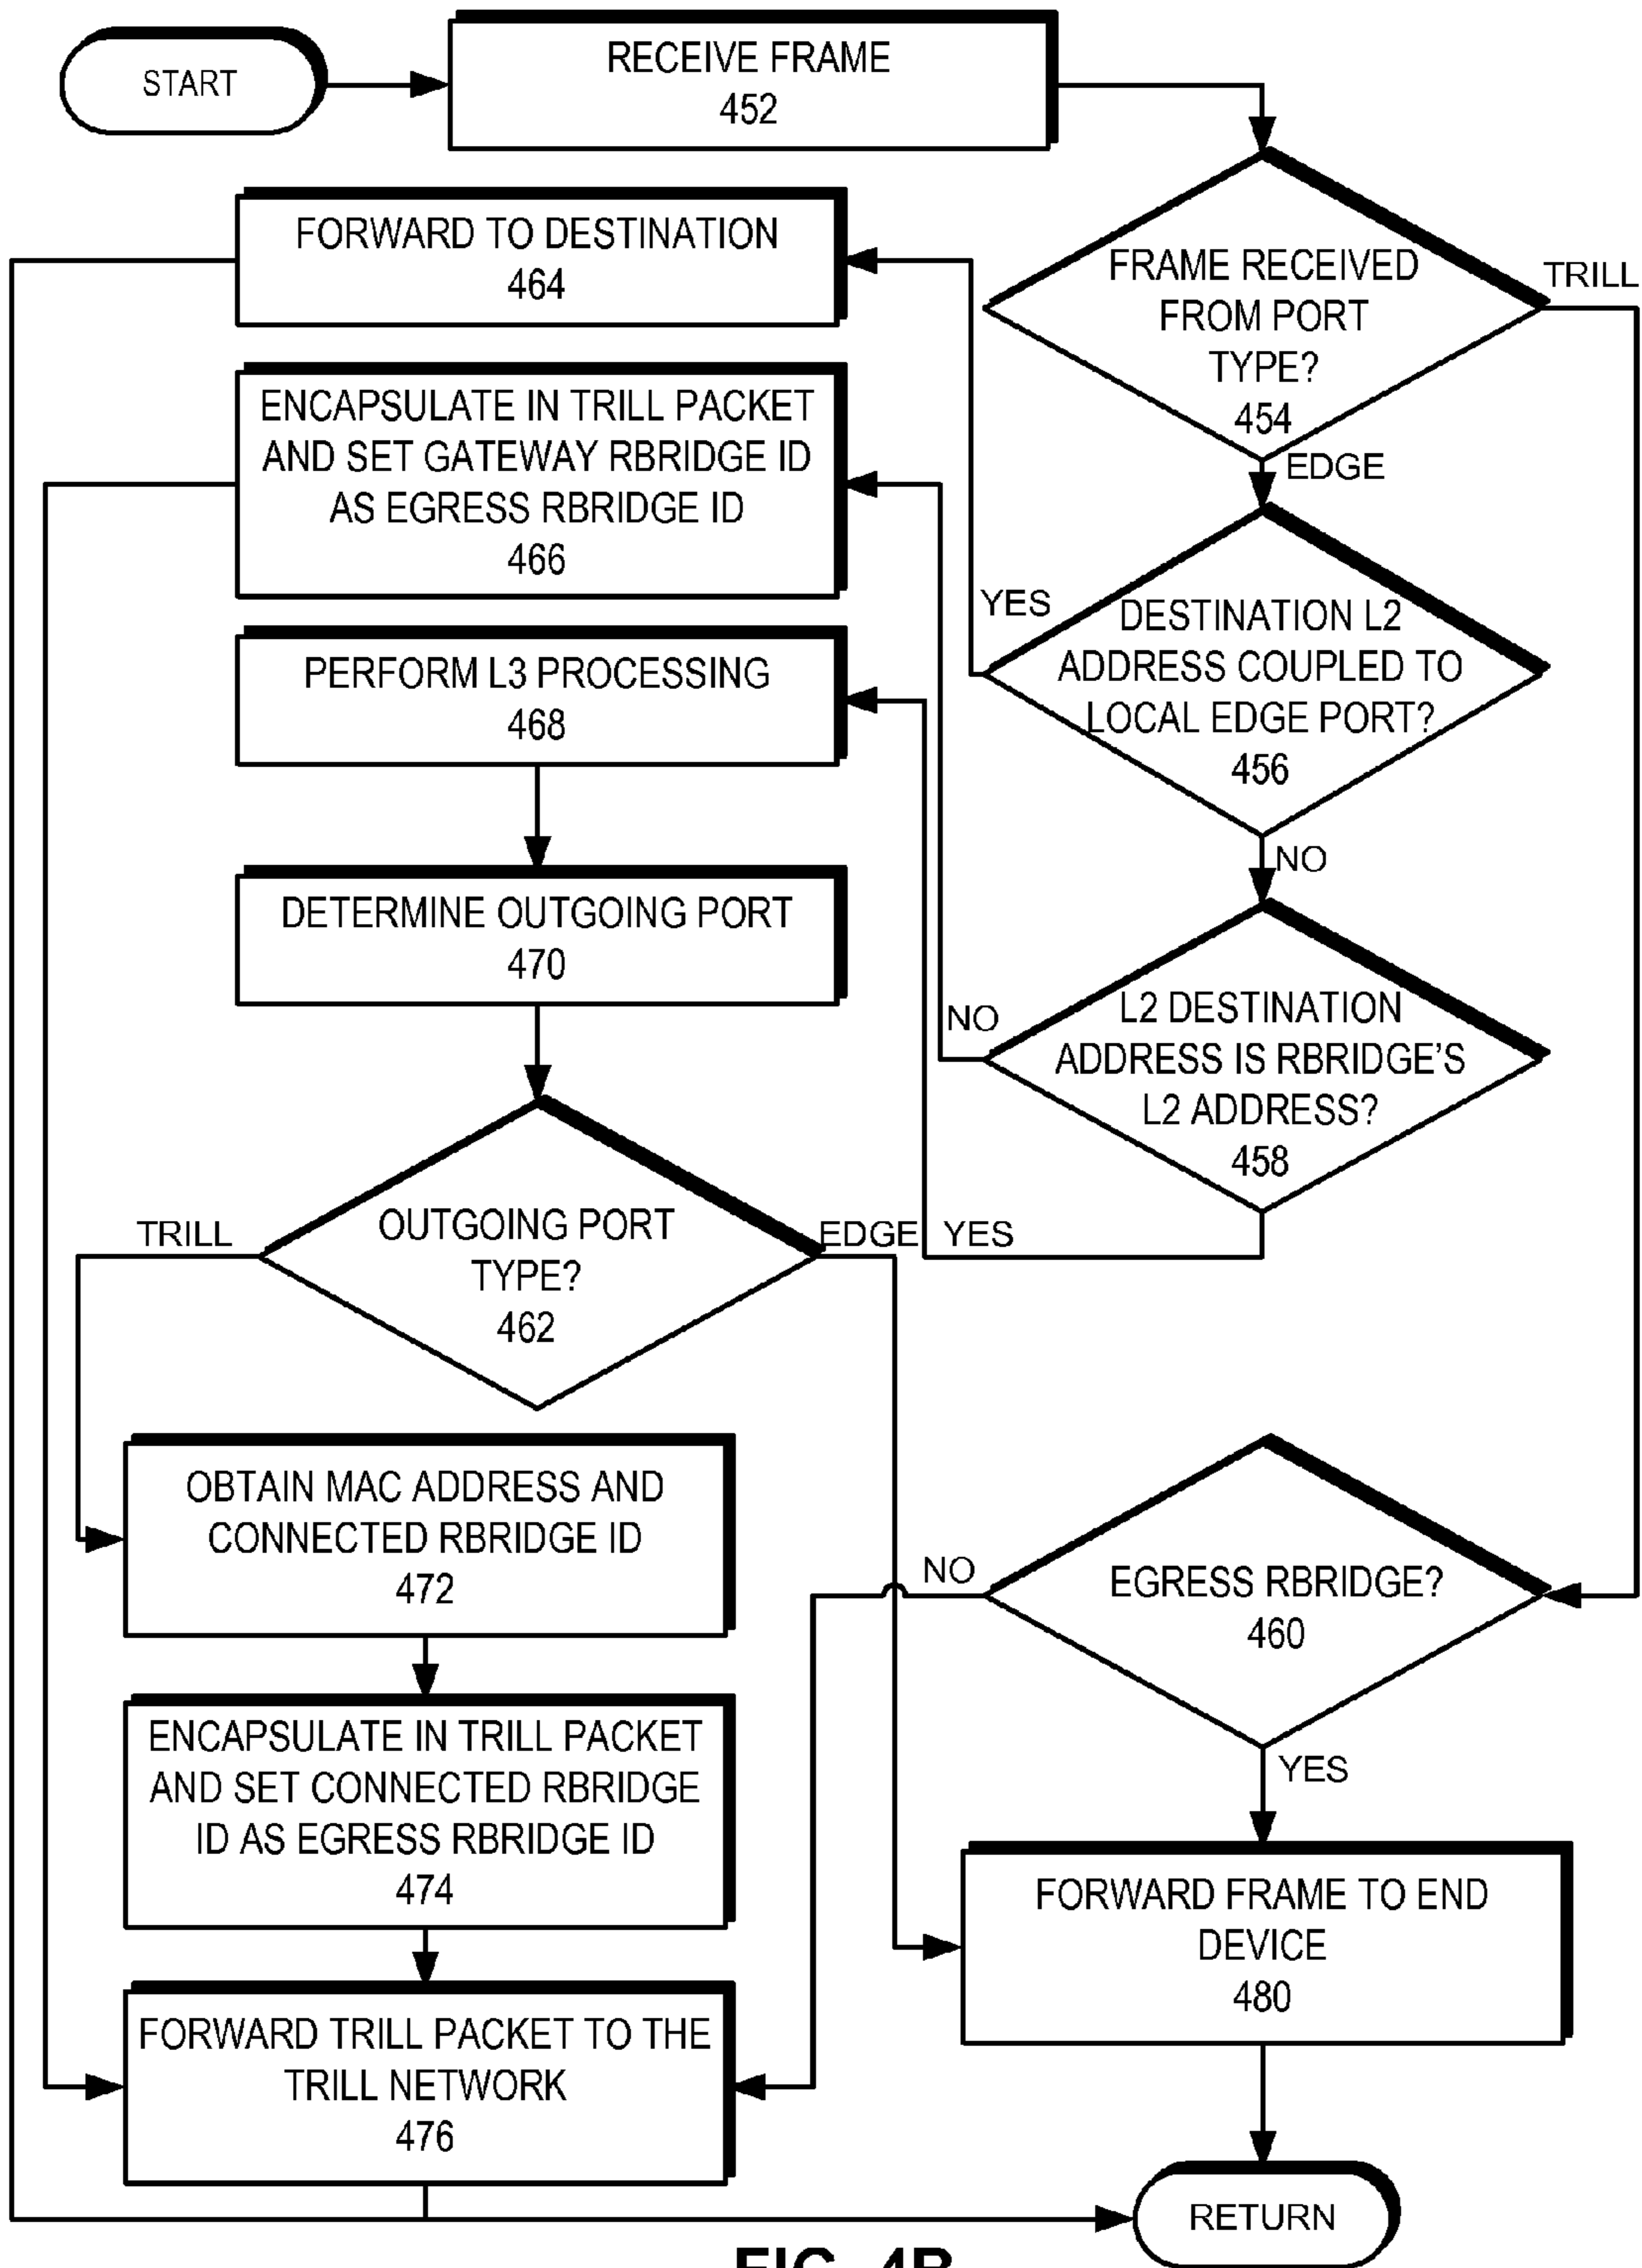 START
RECEIVE FRAME
452
FORWARD TO DESTINATION
464
FRAME RECEIVED
FROM PORT
TYPE?
454
TRILL
EDGE
ENCAPSULATE IN TRILL PACKET
AND SET GATEWAY RBRIDGE ID
AS EGRESS RBRIDGE ID
466
YES
DESTINATION L2
ADDRESS COUPLED TO
LOCAL EDGE PORT?
456
NO
PERFORM L3 PROCESSING
468
DETERMINE OUTGOING PORT
470
NO
L2 DESTINATION
ADDRESS IS RBRIDGE'S
L2 ADDRESS?
458
YES
TRILL
OUTGOING PORT
TYPE?
462
EDGE
OBTAIN MAC ADDRESS AND
CONNECTED RBRIDGE ID
472
NO
EGRESS RBRIDGE?
460
YES
ENCAPSULATE IN TRILL PACKET
AND SET CONNECTED RBRIDGE
ID AS EGRESS RBRIDGE ID
474
FORWARD FRAME TO END
DEVICE
480
FORWARD TRILL PACKET TO THE
TRILL NETWORK
476
RETURN
FIG. 4B